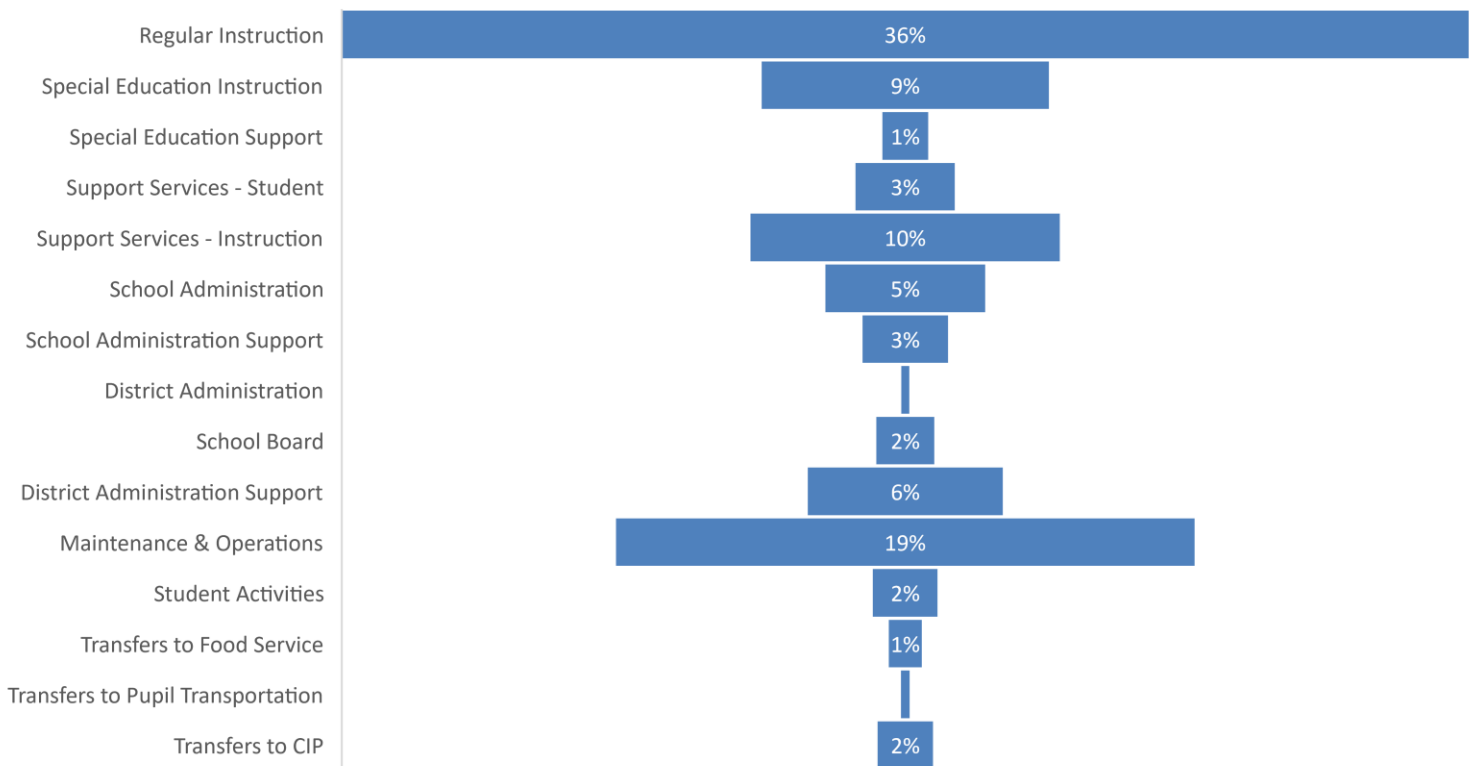 Regular Instruction 36%
Special Education Instruction 9%
Special Education Support 1%
Support Services - Student 3%
Support Services - Instruction 10%
School Administration 5%
School Administration Support 3%
District Administration
School Board 2%
District Administration Support 6%
Maintenance & Operations 19%
Student Activities 2%
Transfers to Food Service 1%
Transfers to Pupil Transportation
Transfers to CIP 2%